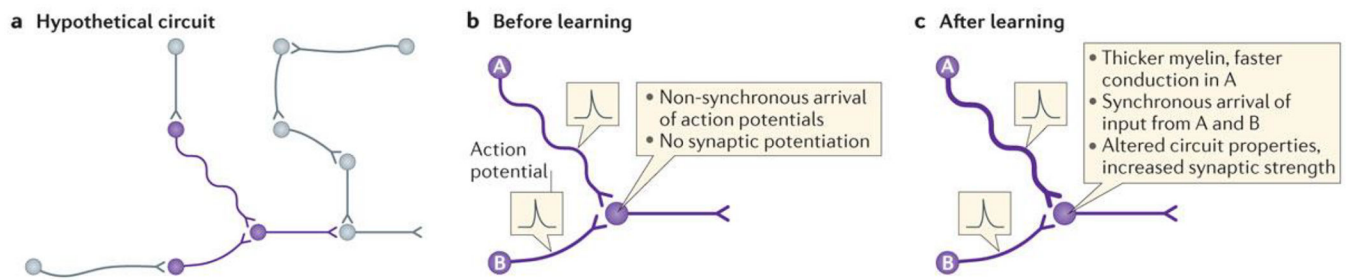 a Hypothetical circuit
b Before learning
A
• Non-synchronous arrival
of action potentials
• No synaptic potentiation
Action
potential
B
c After learning
A
• Thicker myelin, faster
conduction in A
• Synchronous arrival of
input from A and B
• Altered circuit properties,
increased synaptic strength
B